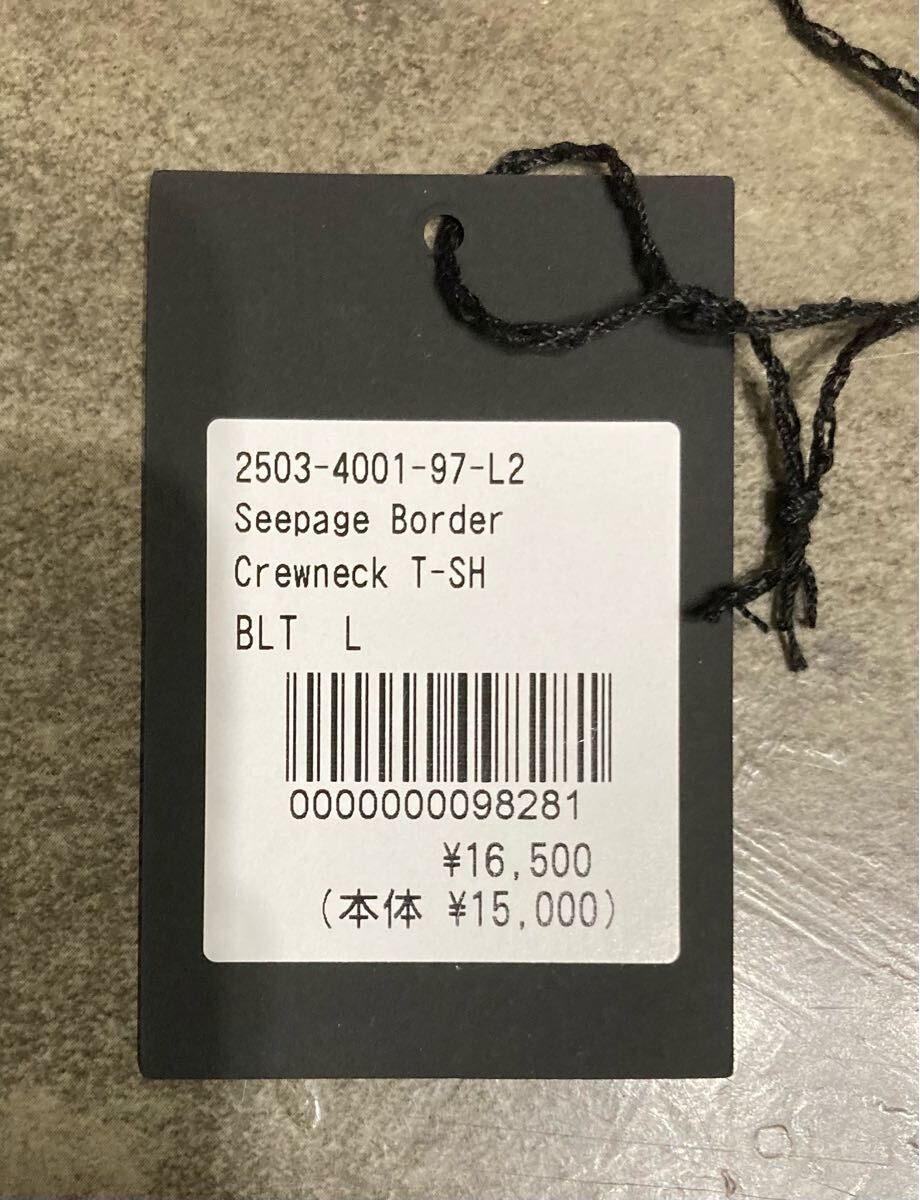 2503-4001-97-L2
Seepage Border
Crewneck T-SH
BLT L
0000000098281
¥16,500
(本体 ¥15,000)